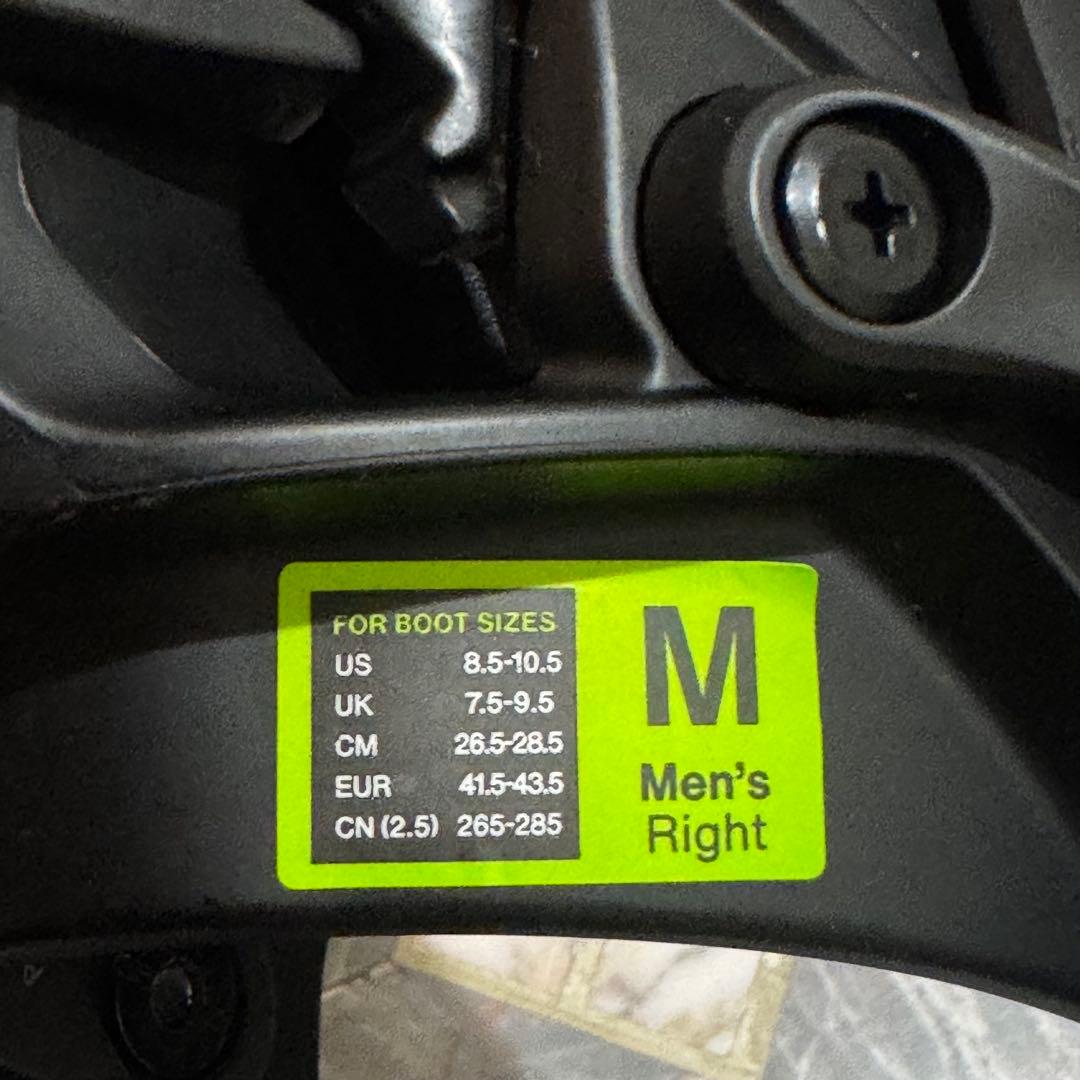 FOR BOOT SIZES
US 8.5-10.5
UK 7.5-9.5
CM 26.5-28.5
EUR 41.5-43.5
CN (2.5) 265-285
M
Men's
Right